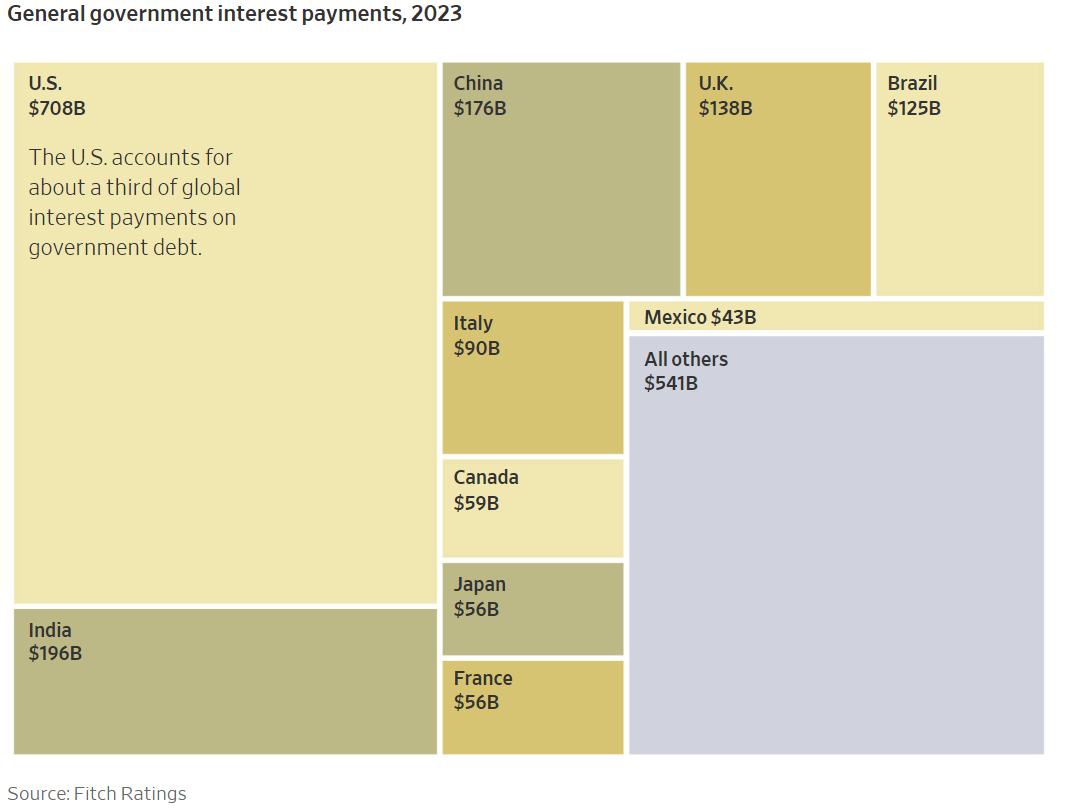 General government interest payments, 2023
U.S.
$708B
The U.S. accounts for
about a third of global
interest payments on
government debt.
India
$196B
China
$176B
U.K.
$138B
Brazil
$125B
Italy
$90B
Canada
$59B
Japan
$56B
France
$56B
Mexico $43B
All others
$541B
Source: Fitch Ratings